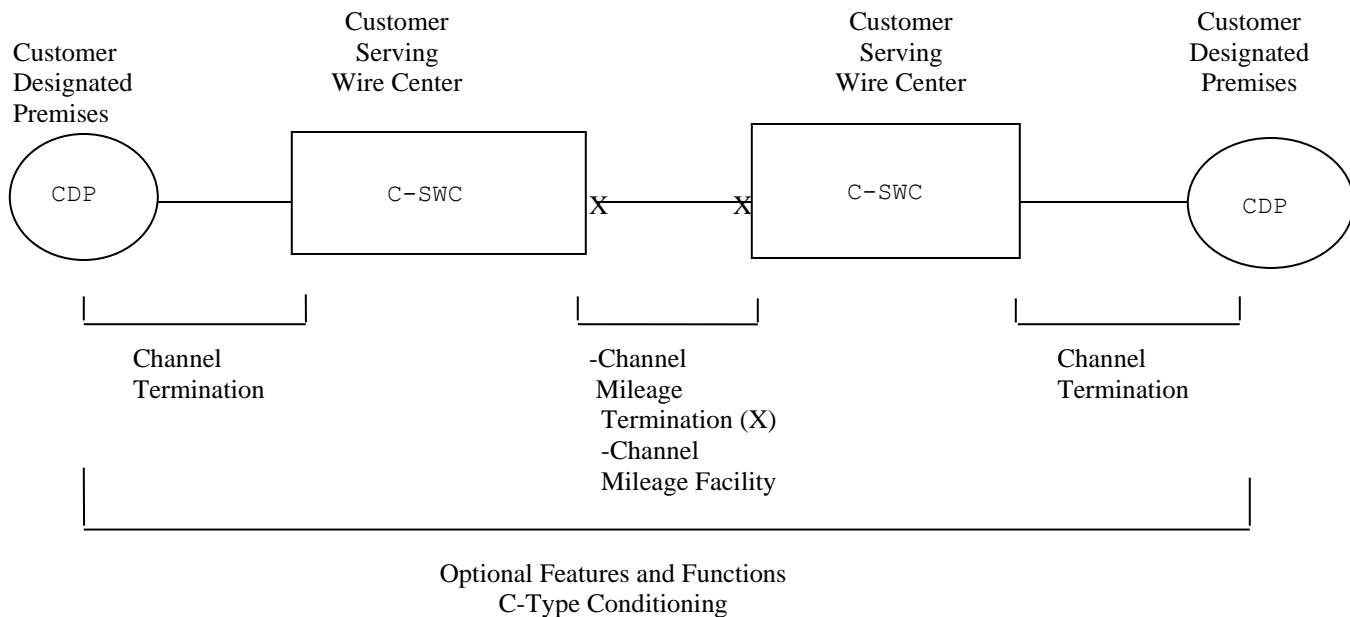 Customer
Designated
Premises
Customer
Serving
Wire Center
Customer
Serving
Wire Center
Customer
Designated
Premises
CDP
C-SWC
X
X
C-SWC
CDP
Channel
Termination
-Channel
Mileage
Termination (X)
-Channel
Mileage Facility
Channel
Termination
Optional Features and Functions
C-Type Conditioning